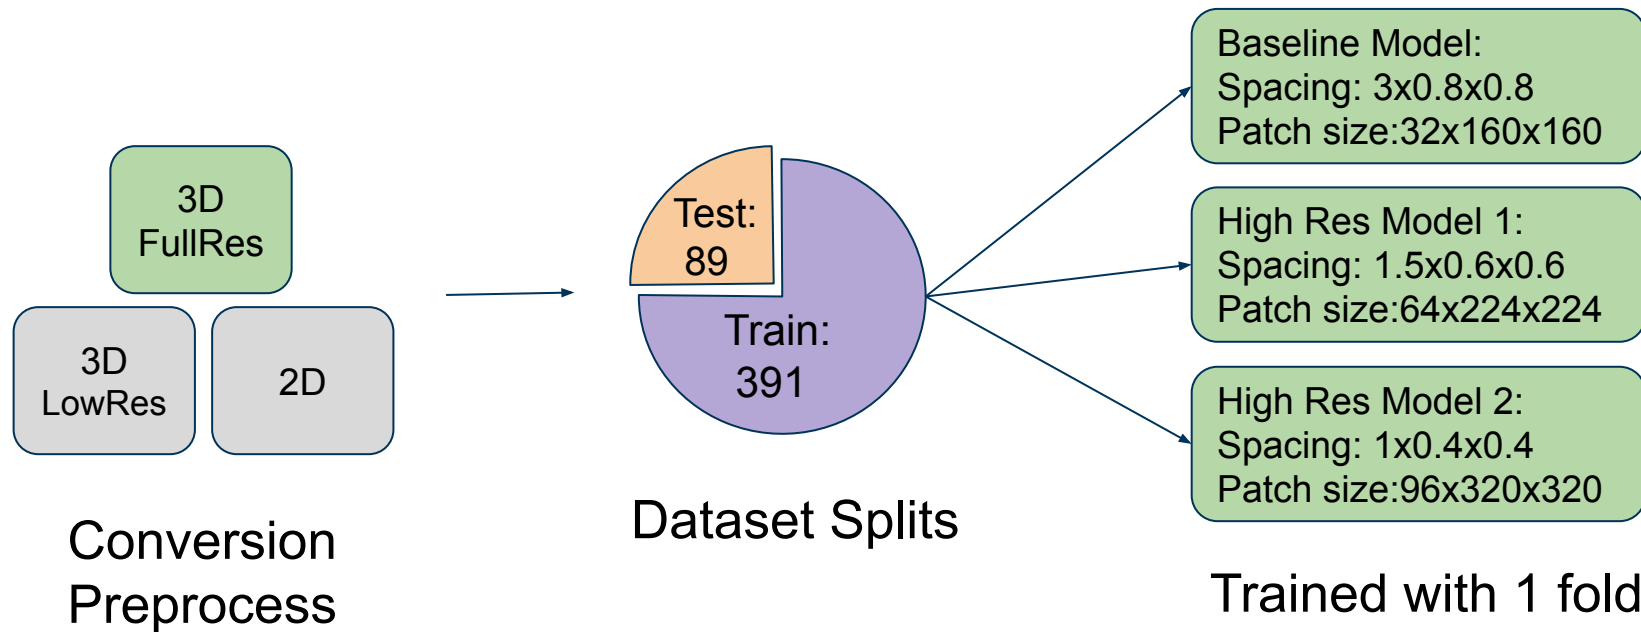 3D
FullRes
3D
LowRes
2D
Conversion
Preprocess
Test:
89
Train:
391
Dataset Splits
Baseline Model:
Spacing: 3x0.8x0.8
Patch size:32x160x160
High Res Model 1:
Spacing: 1.5x0.6x0.6
Patch size:64x224x224
High Res Model 2:
Spacing: 1x0.4x0.4
Patch size:96x320x320
Trained with 1 fold